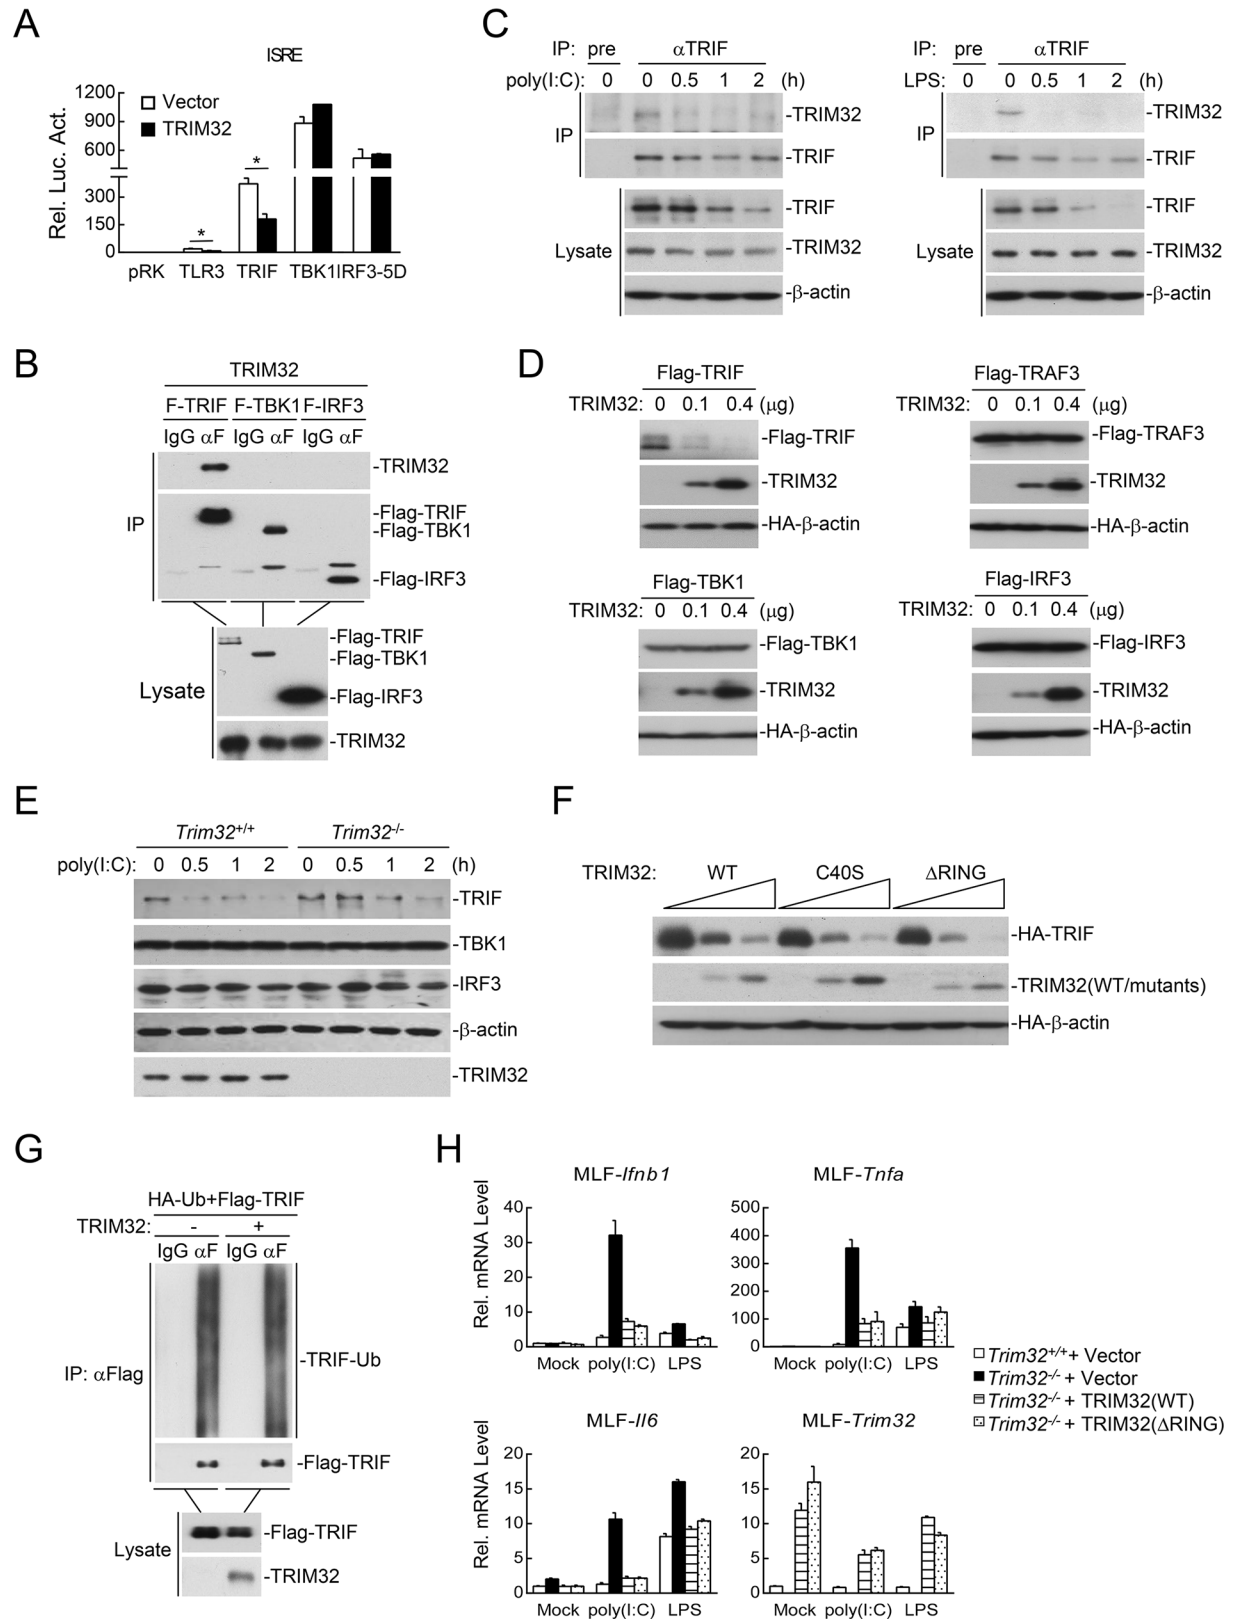 A
ISRE
Rel. Luc. Act.
1200
900
600
300
150
0
Vector
TRIM32
*
*
pRK TLR3 TRIF TBK1 IRF3-5D
C
IP: pre αTRIF
poly(I:C): 0 0 0.5 1 2 (h)
IP
-TRIM32
-TRIF
Lysate
-TRIF
-TRIM32
-β-actin
IP: pre αTRIF
LPS: 0 0 0.5 1 2 (h)
IP
-TRIM32
-TRIF
Lysate
-TRIF
-TRIM32
-β-actin
B
TRIM32
F-TRIF F-TBK1 F-IRF3
IgG αF IgG αF IgG αF
IP
-TRIM32
-Flag-TRIF
-Flag-TBK1
-Flag-IRF3
Lysate
-Flag-TRIF
-Flag-TBK1
-Flag-IRF3
-TRIM32
D
Flag-TRIF
TRIM32: 0 0.1 0.4 (μg)
-Flag-TRIF
-TRIM32
-HA-β-actin
Flag-TRAF3
TRIM32: 0 0.1 0.4 (μg)
-Flag-TRAF3
-TRIM32
-HA-β-actin
Flag-TBK1
TRIM32: 0 0.1 0.4 (μg)
-Flag-TBK1
-TRIM32
-HA-β-actin
Flag-IRF3
TRIM32: 0 0.1 0.4 (μg)
-Flag-IRF3
-TRIM32
-HA-β-actin
E
Trim32+/+ Trim32-/-
poly(I:C): 0 0.5 1 2 0 0.5 1 2 (h)
-TRIF
-TBK1
-IRF3
-β-actin
-TRIM32
F
TRIM32: WT C40S ΔRING
-HA-TRIF
-TRIM32(WT/mutants)
-HA-β-actin
G
HA-Ub+Flag-TRIF
TRIM32: - +
IgG αF IgG αF
IP: αFlag
-TRIF-Ub
-Flag-TRIF
Lysate
-Flag-TRIF
-TRIM32
H
MLF-Ifnb1
Rel. mRNA Level
40
30
20
10
0
Mock poly(I:C) LPS
MLF-Tnfa
500
400
300
200
100
0
Mock poly(I:C) LPS
Trim32+/+ + Vector
Trim32-/- + Vector
Trim32-/- + TRIM32(WT)
Trim32-/- + TRIM32(ΔRING)
MLF-Il6
Rel. mRNA Level
20
15
10
5
0
Mock poly(I:C) LPS
MLF-Trim32
20
15
10
5
0
Mock poly(I:C) LPS